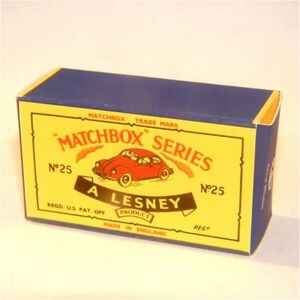 MATCHBOX TRADE MARK
"MATCHBOX" SERIES
Nº25
Nº25
A LESNEY
PRODUCT
REGD. U.S. PAT. OFF.
REGD
MADE IN ENGLAND